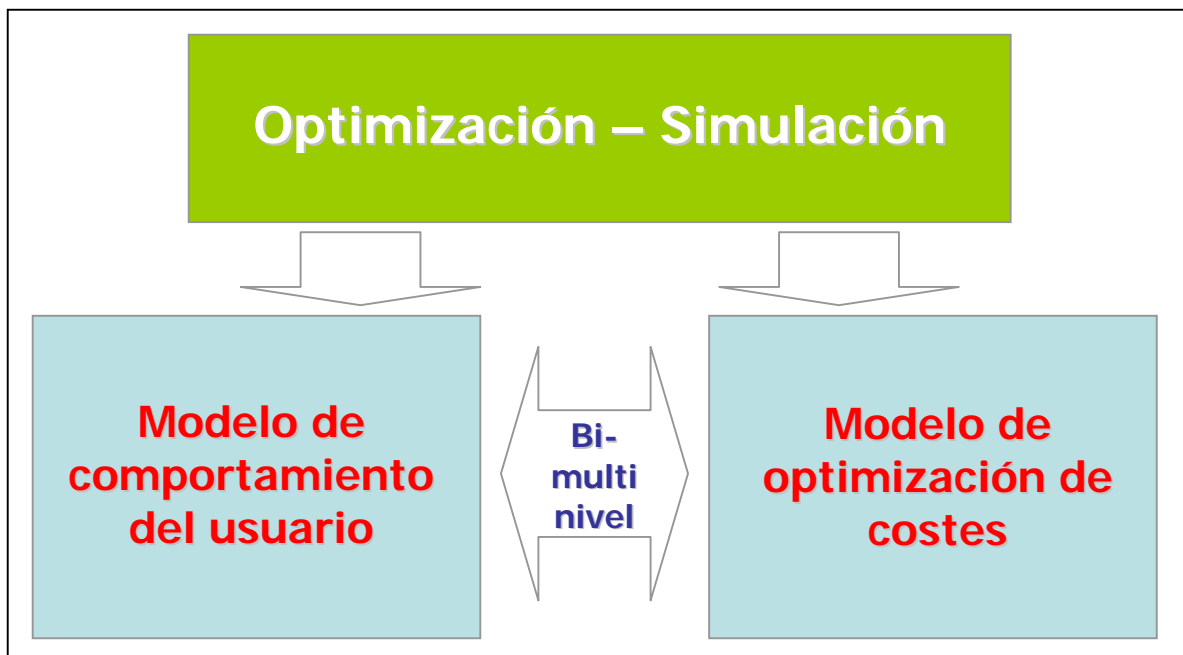 Optimización – Simulación
Modelo de
comportamiento
del usuario
Bi-
multi
nivel
Modelo de
optimización de
costes